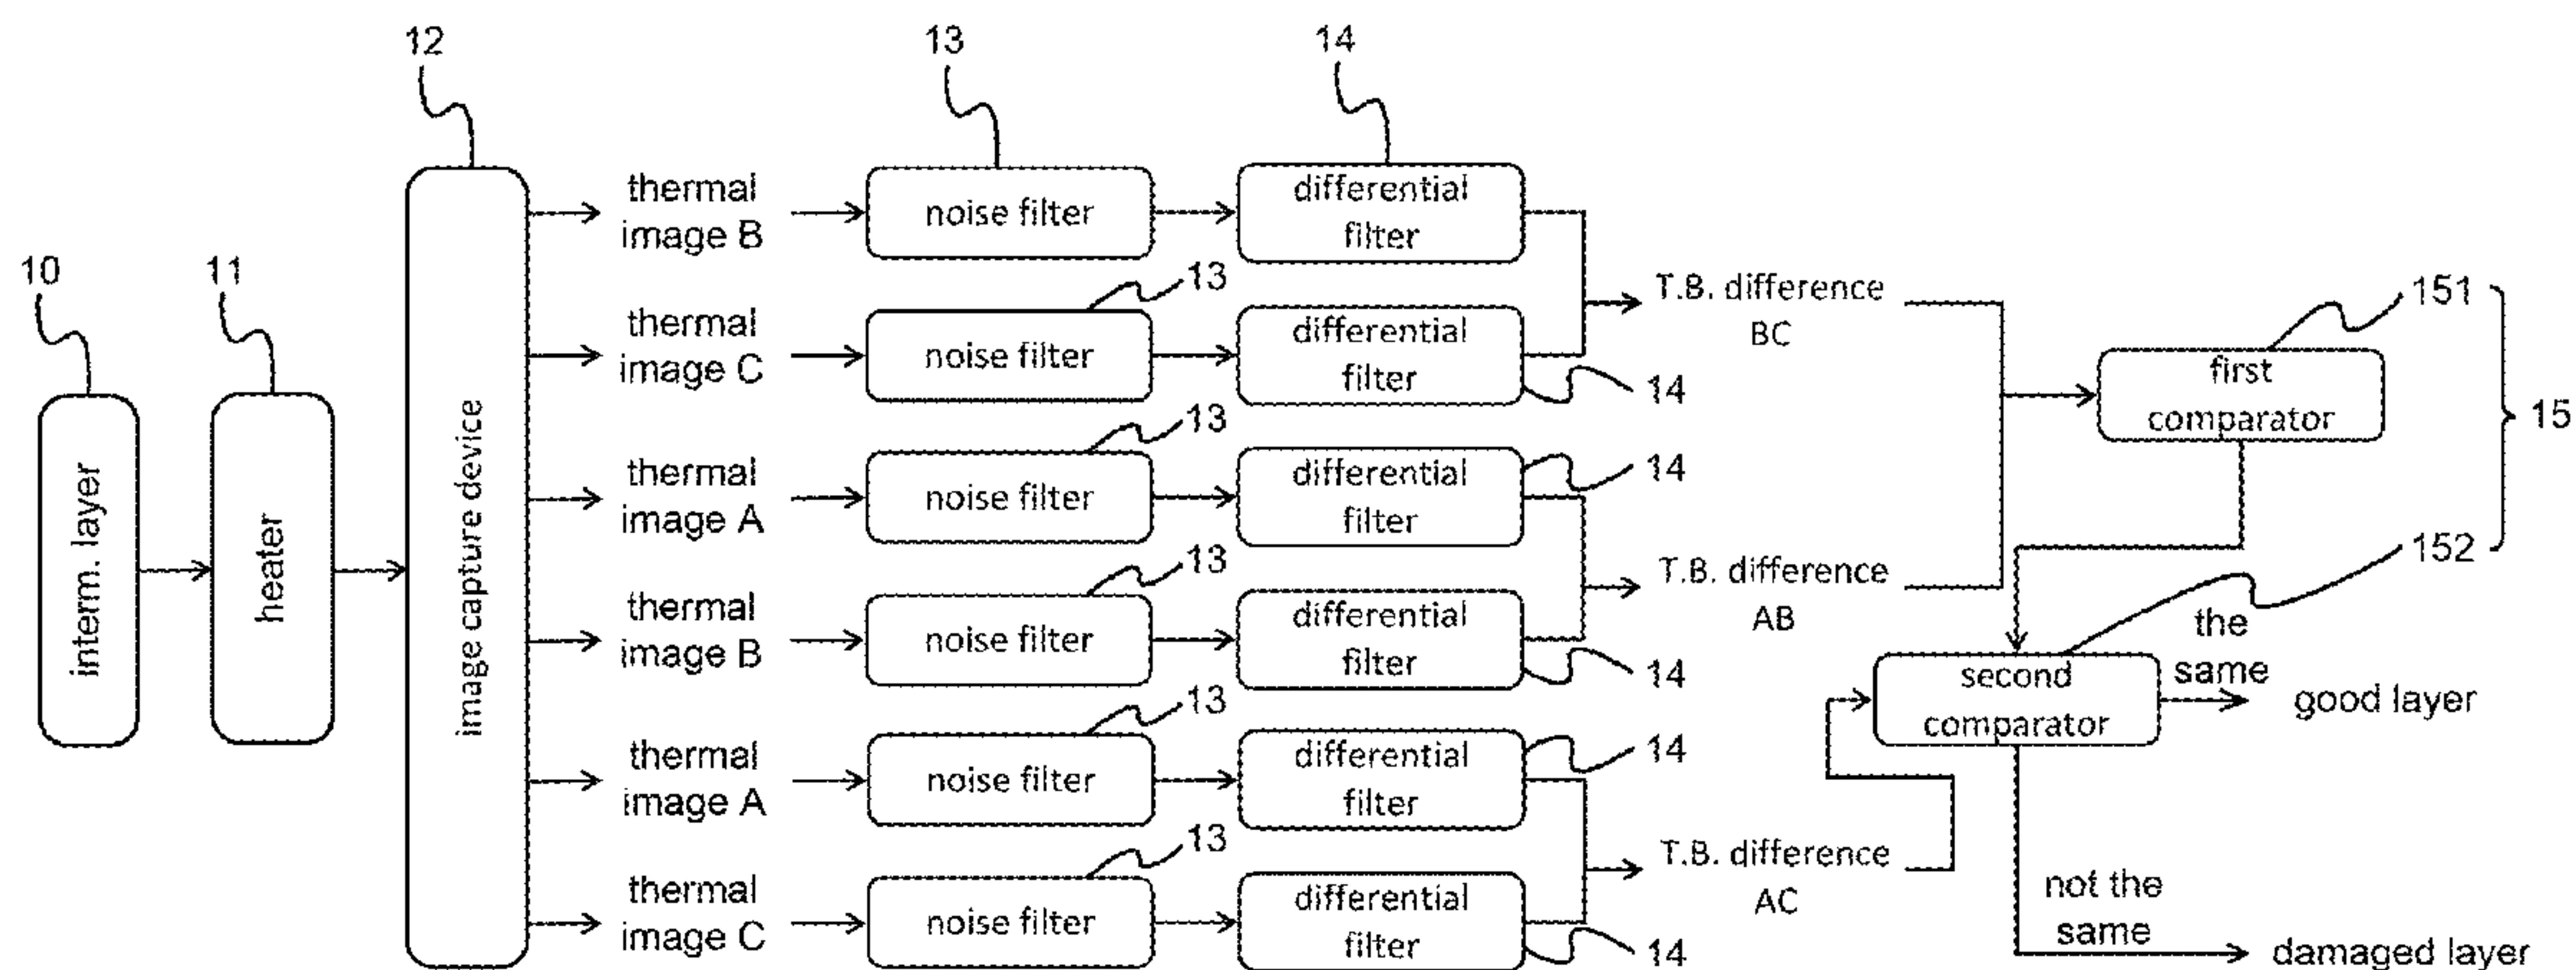 12
13
14
thermal
image B
noise filter
differential
filter
10
11
13
T.B. difference
BC
151
thermal
image C
noise filter
differential
filter
14
first
comparator
15
interm. layer
heater
image capture device
13
thermal
image A
noise filter
differential
filter
14
13
T.B. difference
AB
152
thermal
image B
noise filter
differential
filter
14
the
same
second
comparator
good layer
13
thermal
image A
noise filter
differential
filter
14
13
T.B. difference
AC
thermal
image C
noise filter
differential
filter
14
not the
same
damaged layer